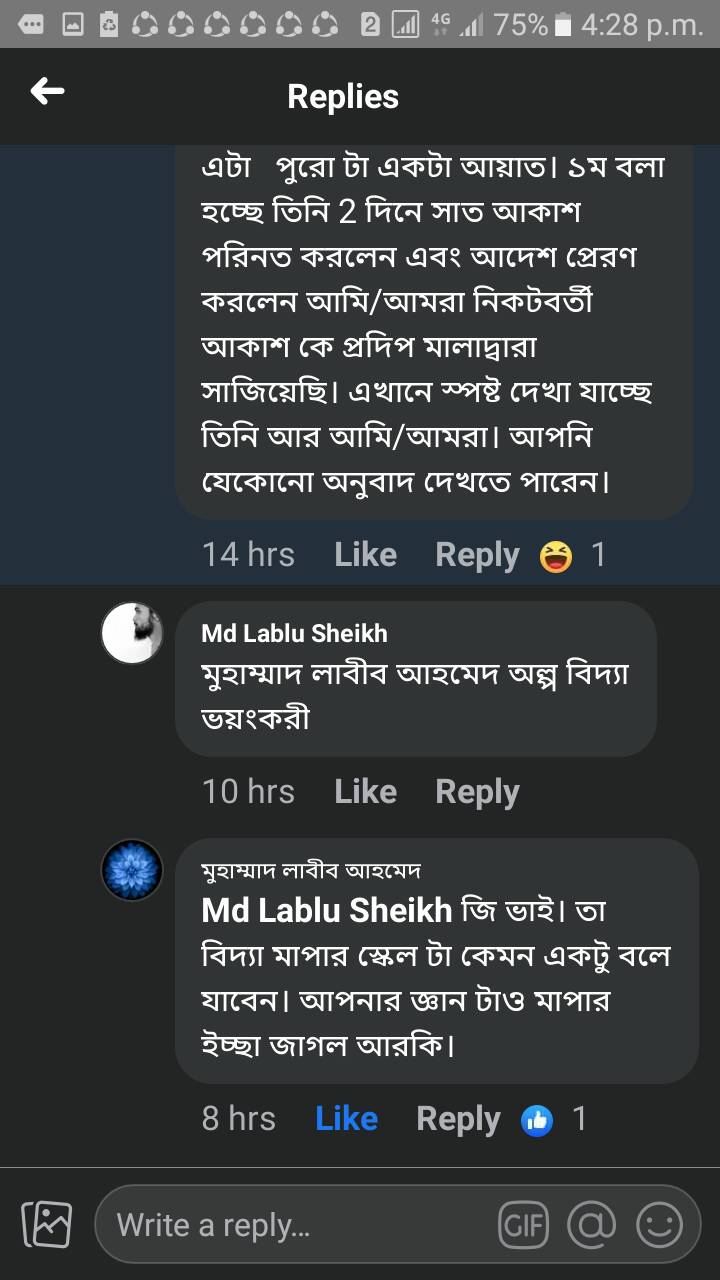 75% 4:28 p.m.
Replies
এটা পুরো টা একটা আয়াত। ১ম বলা
হচ্ছে তিনি 2 দিনে সাত আকাশ
পরিনত করলেন এবং আদেশ প্রেরণ
করলেন আমি/আমরা নিকটবর্তী
আকাশ কে প্রদিপ মালাদ্বারা
সাজিয়েছি। এখানে স্পষ্ট দেখা যাচ্ছে
তিনি আর আমি/আমরা। আপনি
যেকোনো অনুবাদ দেখতে পারেন।
14 hrs Like Reply 1
Md Lablu Sheikh
মুহাম্মাদ লাবীব আহমেদ অল্প বিদ্যা
ভয়ংকরী
10 hrs Like Reply
মুহাম্মাদ লাবীব আহমেদ
Md Lablu Sheikh জি ভাই। তা
বিদ্যা মাপার স্কেল টা কেমন একটু বলে
যাবেন। আপনার জ্ঞান টাও মাপার
ইচ্ছা জাগল আরকি।
8 hrs Like Reply 1
Write a reply...
GIF @